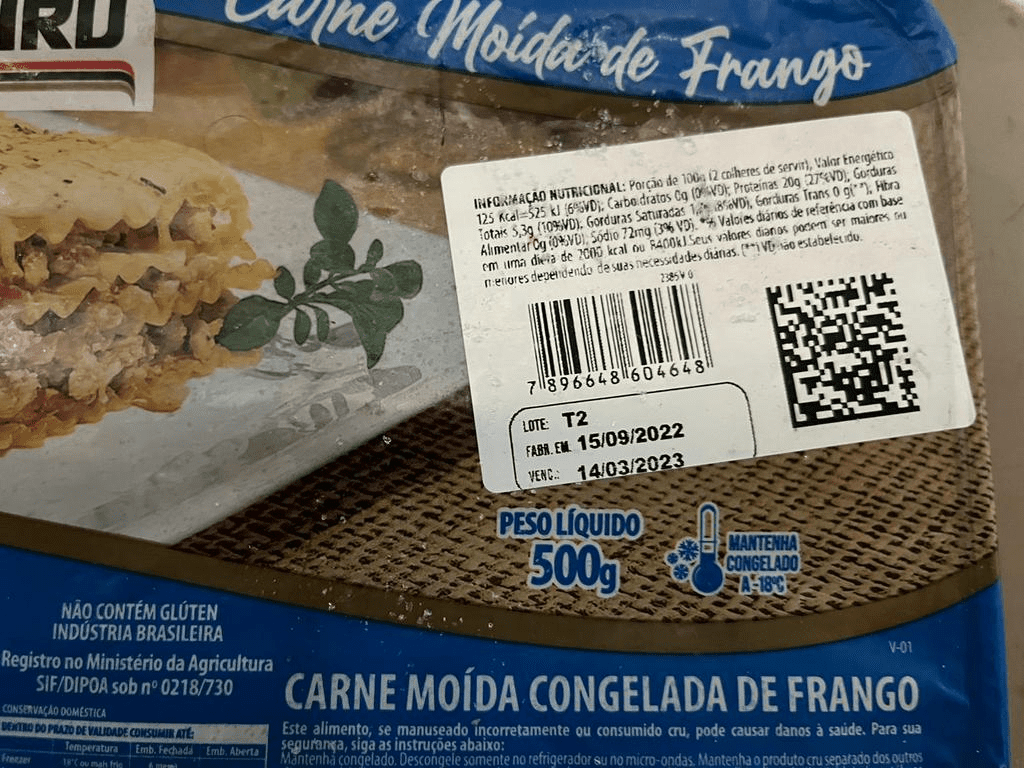 Carne Moída de Frango
INFORMAÇÃO NUTRICIONAL: Porção de 100g (2 colheres de servir), Valor Energético
125 Kcal=525 kJ (6%VD); Carboidratos 0g (0%VD); Proteínas 20g (27%VD); Gorduras
Totais 5,3g (10%VD); Gorduras Saturadas (8%VD); Gorduras Trans 0 g(**), Fibra
Alimentar 0g (0%VD); Sódio 72mg (3% VD). *% Valores diários de referência com base
em uma dieta de 2000 kcal ou 8400kJ.Seus valores diários podem ser maiores ou
menores dependendo de suas necessidades diárias. (**) VD não estabelecido.
7 896648 604648
LOTE: T2
FABR. EM. 15/09/2022
VENC.: 14/03/2023
PESO LÍQUIDO
500g
MANTENHA
CONGELADO
A -18°C
NÃO CONTÉM GLÚTEN
INDÚSTRIA BRASILEIRA
V-01
Registro no Ministério da Agricultura
SIF/DIPOA sob nº 0218/730
CARNE MOÍDA CONGELADA DE FRANGO
CONSERVAÇÃO DOMÉSTICA
DENTRO DO PRAZO DE VALIDADE CONSUMIR ATÉ:
Temperatura Emb. Fechada Emb. Aberta
Freezer -18°C ou mais frio 6 meses
Este alimento, se manuseado incorretamente ou consumido cru, pode causar danos à saúde. Para sua
segurança, siga as instruções abaixo:
Mantenha congelado. Descongele somente no refrigerador ou no micro-ondas. Mantenha o produto cru separado dos outros